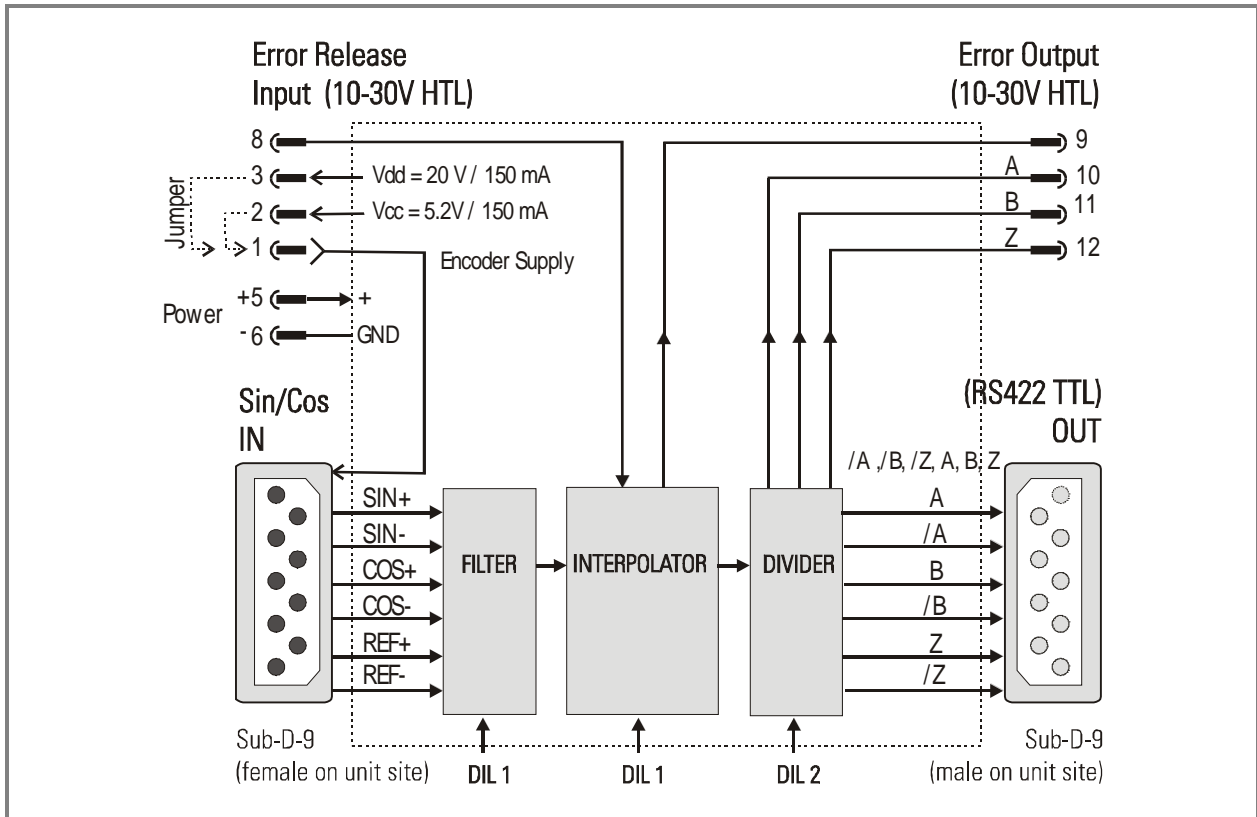 Error Release
Input (10-30V HTL)
Error Output
(10-30V HTL)
8
9
3
Vdd = 20 V / 150 mA
A
10
Jumper
2
Vcc = 5.2V / 150 mA
B
11
1
Encoder Supply
Z
12
Power
+5
+
-6
GND
Sin/Cos
IN
(RS422 TTL)
OUT
/A ,/B, /Z, A, B, Z
SIN+
SIN-
COS+
COS-
REF+
REF-
FILTER
INTERPOLATOR
DIVIDER
A
/A
B
/B
Z
/Z
Sub-D-9
(female on unit site)
DIL 1
DIL 1
DIL 2
Sub-D-9
(male on unit site)